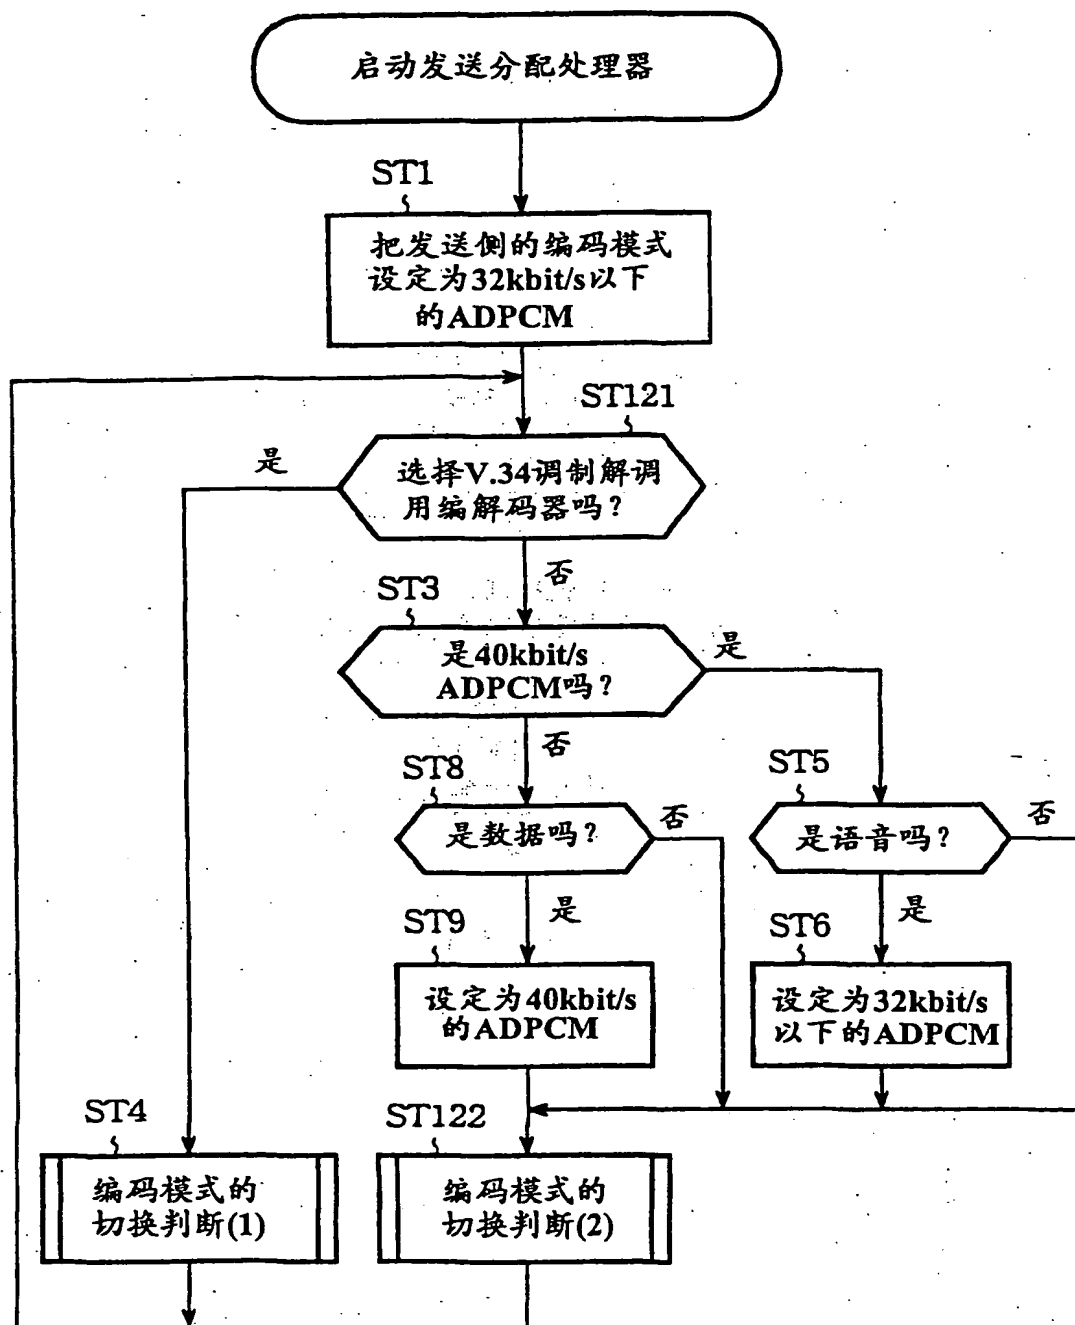 启动发送分配处理器
ST1
把发送侧的编码模式
设定为32kbit/s以下
的ADPCM
ST121
是
选择V.34调制解调
用编解码器吗?
否
ST3
是40kbit/s
ADPCM吗?
是
否
ST8
ST5
是数据吗?
否
是语音吗?
否
是
是
ST9
ST6
设定为40kbit/s
的ADPCM
设定为32kbit/s
以下的ADPCM
ST4
ST122
编码模式的
切换判断(1)
编码模式的
切换判断(2)